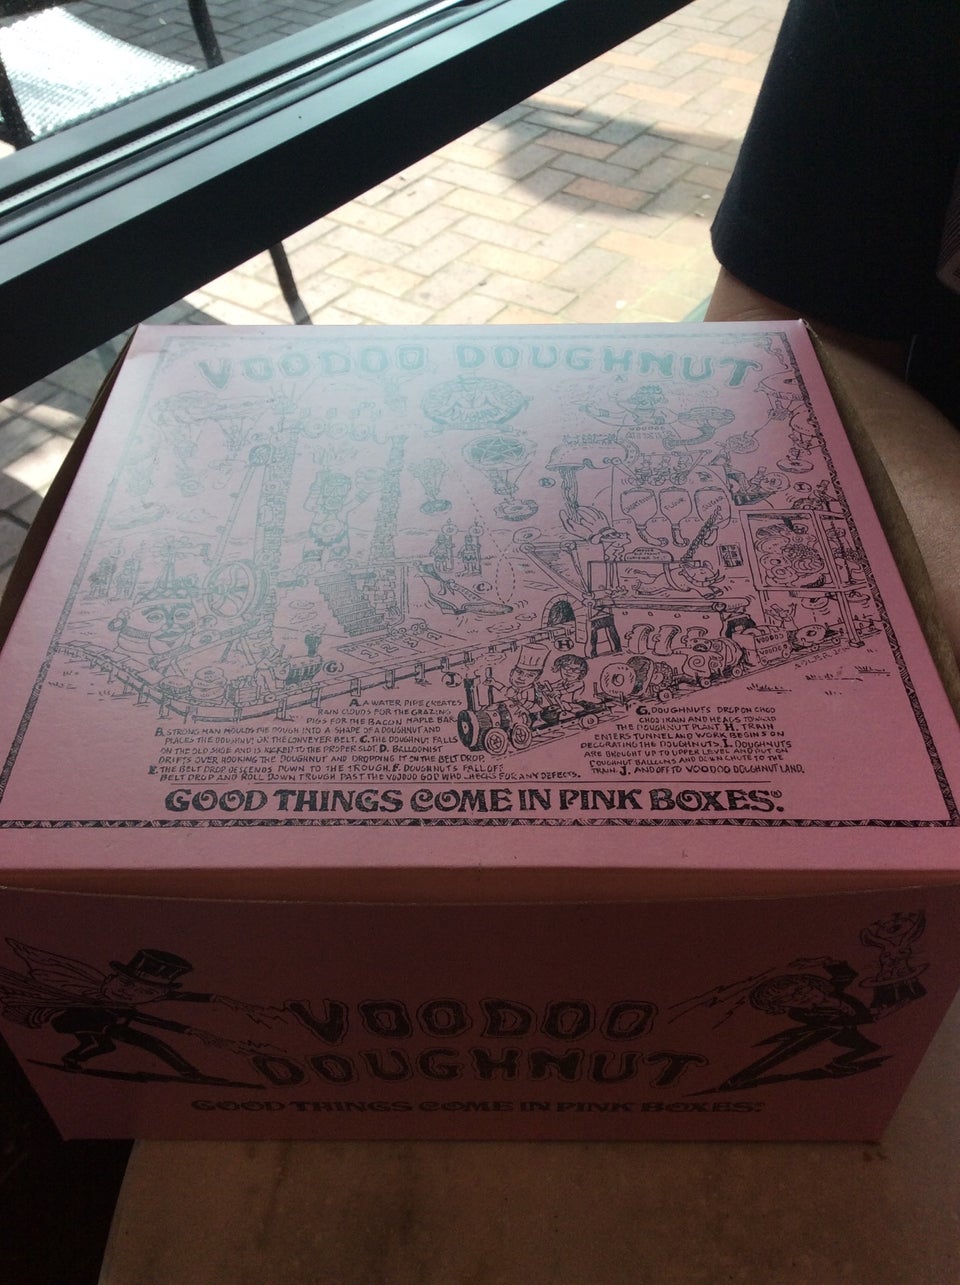 VOODOO DOUGHNUT
VOODOO
A. A WATER PIPE CREATES
RAIN CLOUDS FOR THE GRAZING
PIGS FOR THE BACON MAPLE BAR
B. STRONG MAN MOLDS THE DOUGH INTO A SHAPE OF A DOUGHNUT AND
PLACES THE DOUGHNUT ON THE CONVEYER BELT. C. THE DOUGHNUT FALLS
ON THE OLD SHOE AND IS KICKED TO THE PROPER SLOT. D. BALLOONIST
DRIFTS OVER HOOKING THE DOUGHNUT AND DROPPING IT ON THE BELT DROP.
E. THE BELT DROP DESCENDS DOWN TO THE TROUGH. F. DOUGHNUTS FALL OFF
BELT DROP AND ROLL DOWN TROUGH PAST THE VOODOO GOD WHO CHECKS FOR ANY DEFECTS.
G. DOUGHNUTS DROP ON CHOO
CHOO TRAIN AND HEADS TOWARD
THE DOUGHNUT PLANT H. TRAIN
ENTERS TUNNEL AND WORK BEGINS ON
DECORATING THE DOUGHNUTS. I. DOUGHNUTS
ARE BROUGHT UP TO UPPER LEVEL AND PUT ON
DOUGHNUT BALLOONS AND DOWN CHUTE TO THE
TRAIN. J. AND OFF TO VOODOO DOUGHNUT LAND.
GOOD THINGS COME IN PINK BOXES.®
VOODOO
DOUGHNUT
GOOD THINGS COME IN PINK BOXES.®